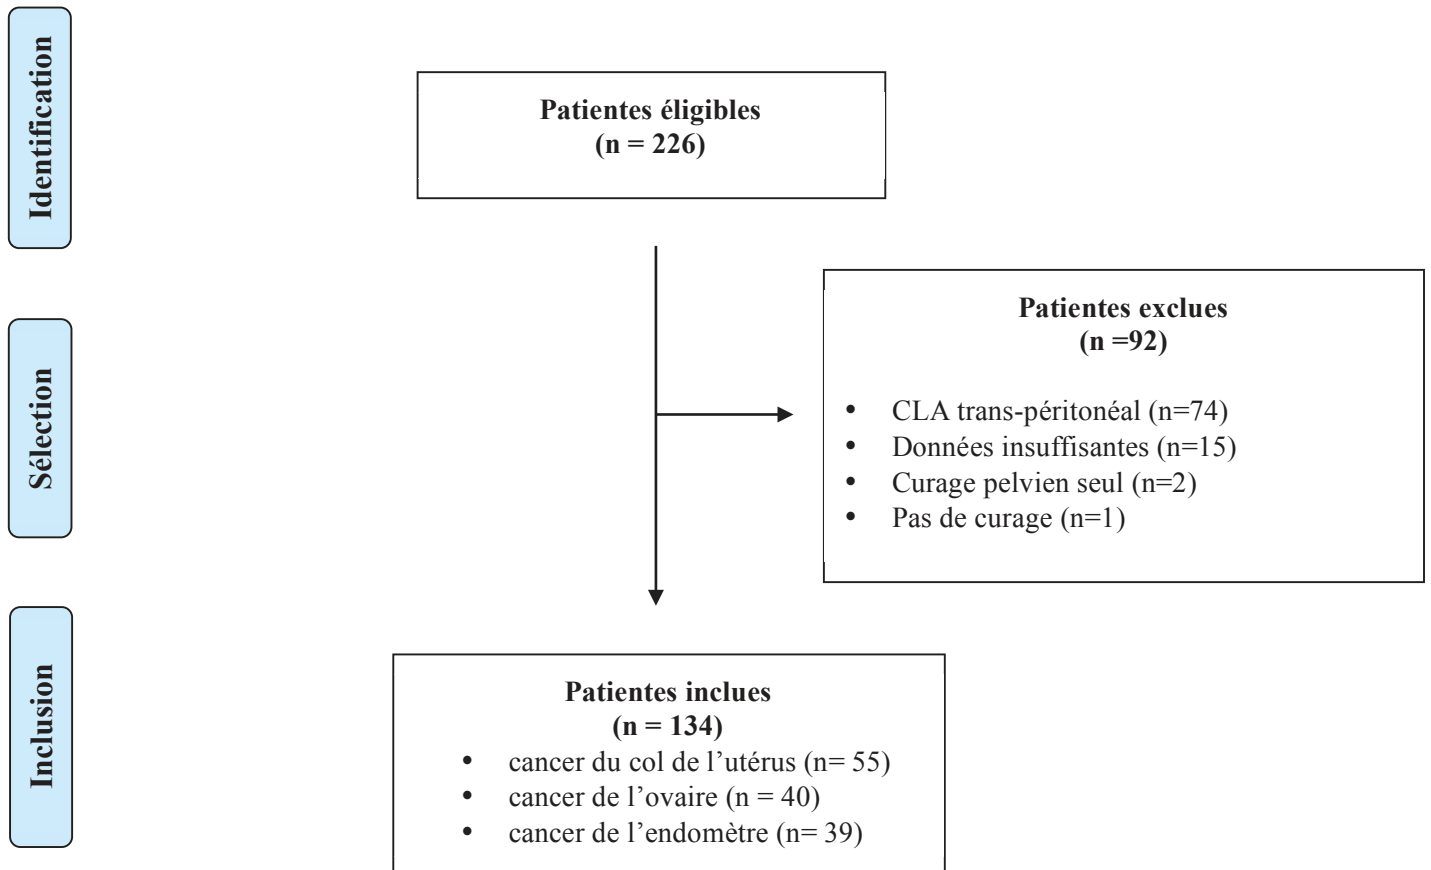 Identification
Patientes éligibles
(n = 226)
Sélection
Patientes exclues
(n =92)
• CLA trans-péritonéal (n=74)
• Données insuffisantes (n=15)
• Curage pelvien seul (n=2)
• Pas de curage (n=1)
Inclusion
Patientes inclues
(n = 134)
• cancer du col de l’utérus (n= 55)
• cancer de l’ovaire (n = 40)
• cancer de l’endomètre (n= 39)